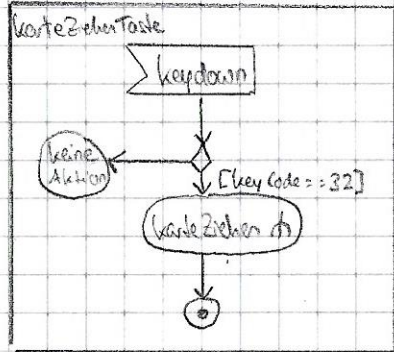 karteZiehenTaste
keydown
keine
Aktion
[keyCode==32]
karteZiehen